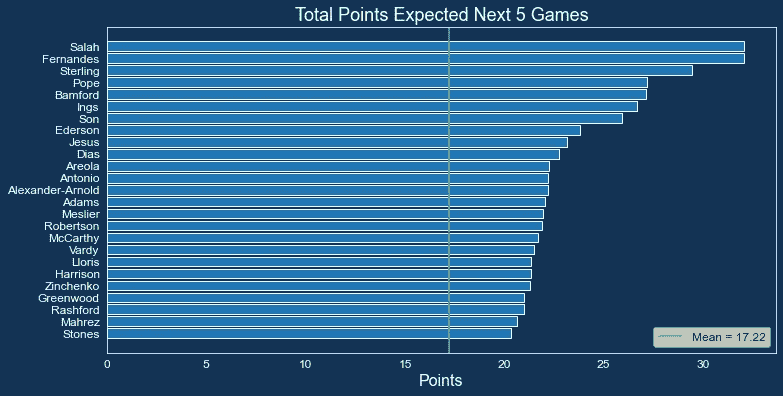 Total Points Expected Next 5 Games
Salah
Fernandes
Sterling
Pope
Bamford
Ings
Son
Ederson
Jesus
Dias
Areola
Antonio
Alexander-Arnold
Adams
Meslier
Robertson
McCarthy
Vardy
Lloris
Harrison
Zinchenko
Greenwood
Rashford
Mahrez
Stones
Mean = 17.22
0 5 10 15 20 25 30
Points